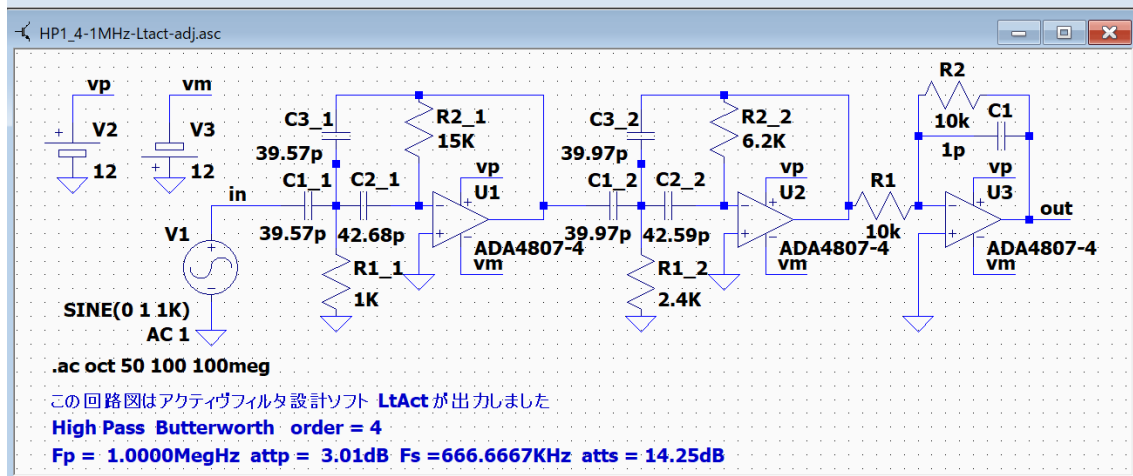 HP1_4-1MHz-Ltact-adj.asc
vp
vm
V2
V3
12
12
in
V1
SINE(0 1 1K)
AC 1
C3_1
39.57p
R2_1
15K
C1_1
39.57p
C2_1
42.68p
R1_1
1K
vp
U1
ADA4807-4
vm
C3_2
39.97p
R2_2
6.2K
C1_2
39.97p
C2_2
42.59p
R1_2
2.4K
vp
U2
ADA4807-4
vm
R1
10k
R2
10k
C1
1p
vp
U3
ADA4807-4
vm
out
.ac oct 50 100 100meg
この回路図はアクティヴフィルタ設計ソフト LtAct が出力しました
High Pass Butterworth order = 4
Fp = 1.0000MegHz attp = 3.01dB Fs =666.6667KHz atts = 14.25dB